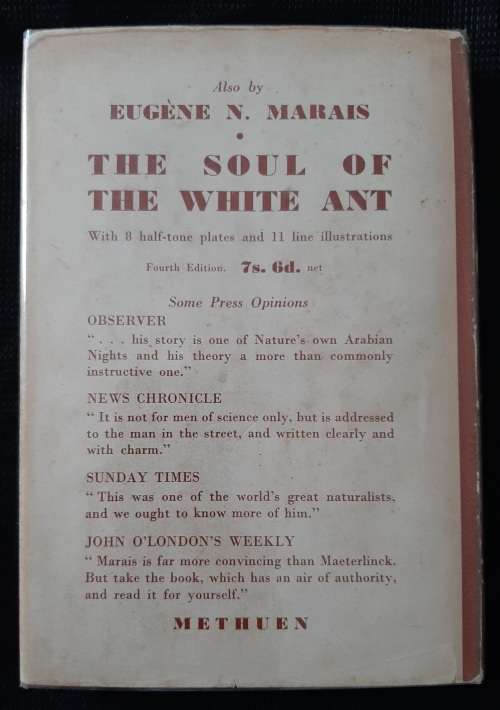 Also by
EUGÈNE N. MARAIS
•
THE SOUL OF
THE WHITE ANT
With 8 half-tone plates and 11 line illustrations
Fourth Edition. 7s. 6d. net
Some Press Opinions
OBSERVER
“ . . . his story is one of Nature's own Arabian
Nights and his theory a more than commonly
instructive one.”
NEWS CHRONICLE
“ It is not for men of science only, but is addressed
to the man in the street, and written clearly and
with charm.”
SUNDAY TIMES
“ This was one of the world's great naturalists,
and we ought to know more of him.”
JOHN O'LONDON'S WEEKLY
“ Marais is far more convincing than Maeterlinck.
But take the book, which has an air of authority,
and read it for yourself.”
METHUEN